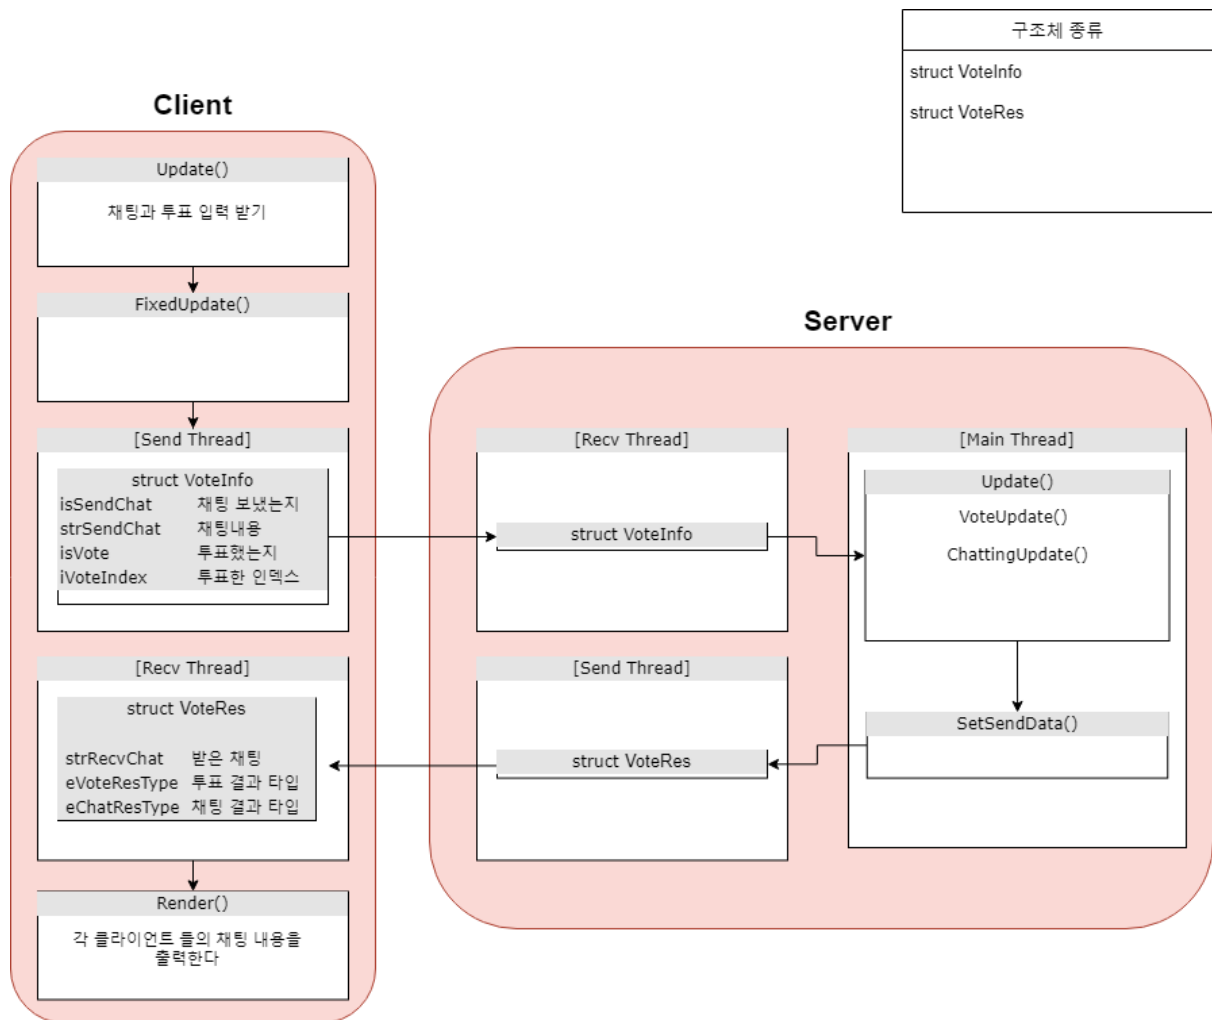 구조체 종류
struct VoteInfo
struct VoteRes
Client
Update()
채팅과 투표 입력 받기
FixedUpdate()
[Send Thread]
struct VoteInfo
isSendChat 채팅 보냈는지
strSendChat 채팅내용
isVote 투표했는지
iVoteIndex 투표한 인덱스
[Recv Thread]
struct VoteRes
strRecvChat 받은 채팅
eVoteResType 투표 결과 타입
eChatResType 채팅 결과 타입
Render()
각 클라이언트 들의 채팅 내용을
출력한다
Server
[Recv Thread]
struct VoteInfo
[Main Thread]
Update()
VoteUpdate()
ChattingUpdate()
SetSendData()
[Send Thread]
struct VoteRes